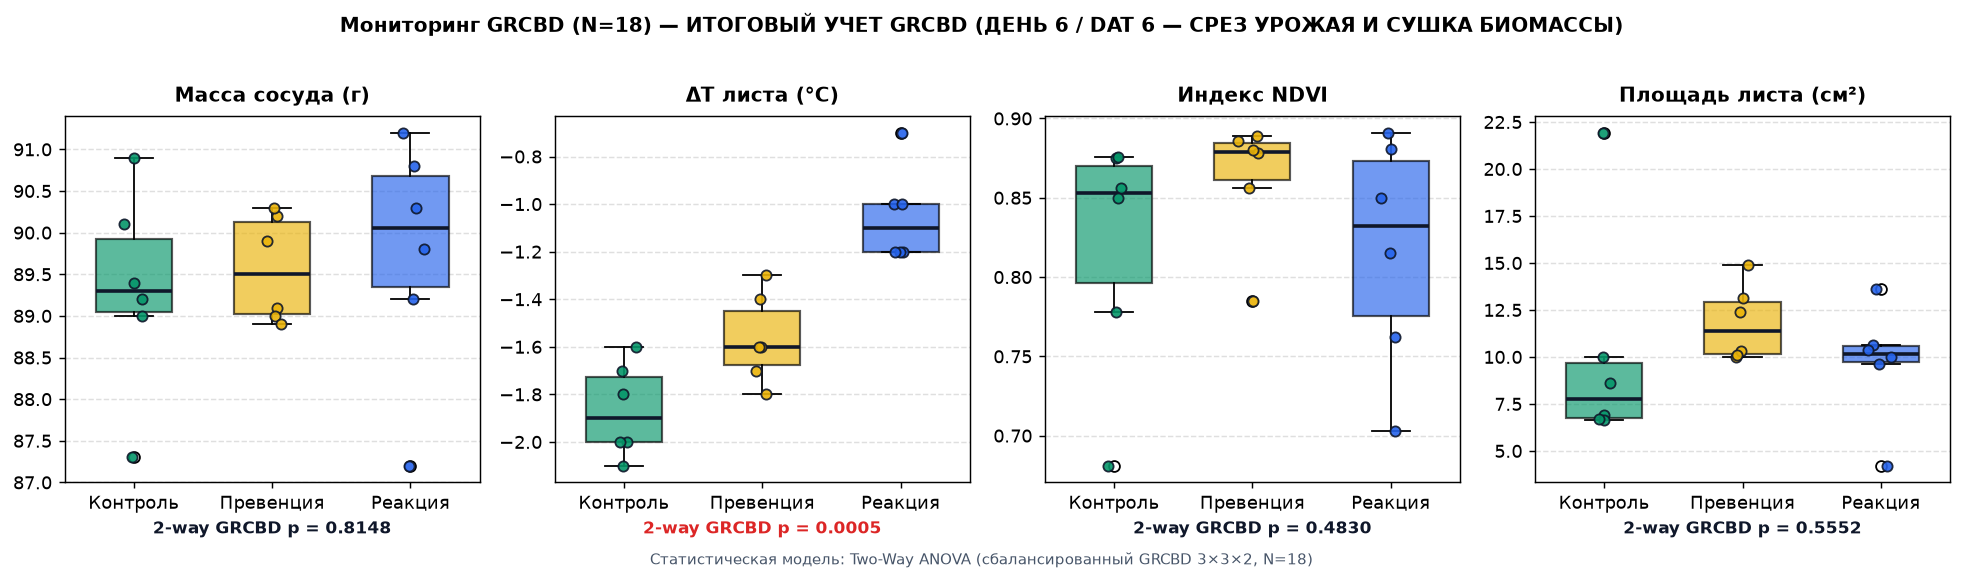 Мониторинг GRCBD (N=18) — ИТОГОВЫЙ УЧЕТ GRCBD (ДЕНЬ 6 / DAT 6 — СРЕЗ УРОЖАЯ И СУШКА БИОМАССЫ)
Масса сосуда (г)
91.0
90.5
90.0
89.5
89.0
88.5
88.0
87.5
87.0
Контроль Превенция Реакция
2-way GRCBD p = 0.8148
ΔT листа (°C)
−0.8
−1.0
−1.2
−1.4
−1.6
−1.8
−2.0
Контроль Превенция Реакция
2-way GRCBD p = 0.0005
Индекс NDVI
0.90
0.85
0.80
0.75
0.70
Контроль Превенция Реакция
2-way GRCBD p = 0.4830
Площадь листа (см²)
22.5
20.0
17.5
15.0
12.5
10.0
7.5
5.0
Контроль Превенция Реакция
2-way GRCBD p = 0.5552
Статистическая модель: Two-Way ANOVA (сбалансированный GRCBD 3×3×2, N=18)